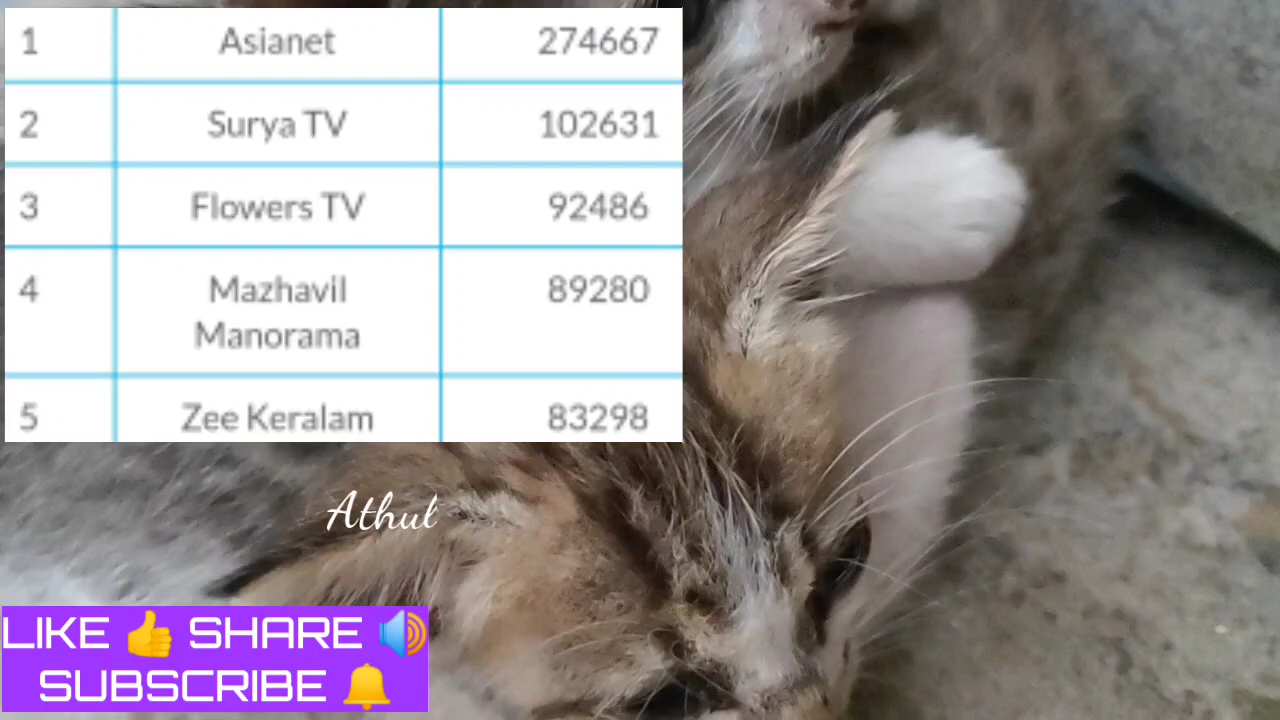 1 Asianet 274667
2 Surya TV 102631
3 Flowers TV 92486
4 Mazhavil 89280
Manorama
5 Zee Keralam 83298
Athul
LIKE 👍 SHARE 🔊
SUBSCRIBE 🔔